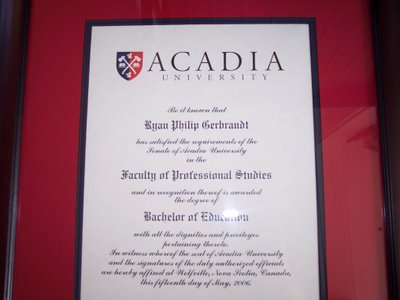 ACADIA
UNIVERSITY
Be it known that
Ryan Philip Gerbrandt
has satisfied the requirements of the
Senate of Acadia University
in the
Faculty of Professional Studies
and in recognition thereof is awarded
the degree of
Bachelor of Education
with all the dignities and privileges
pertaining thereto.
In witness whereof the seal of Acadia University
and the signatures of the duly authorized officials
are hereby affixed at Wolfville, Nova Scotia, Canada,
this fifteenth day of May, 2006.